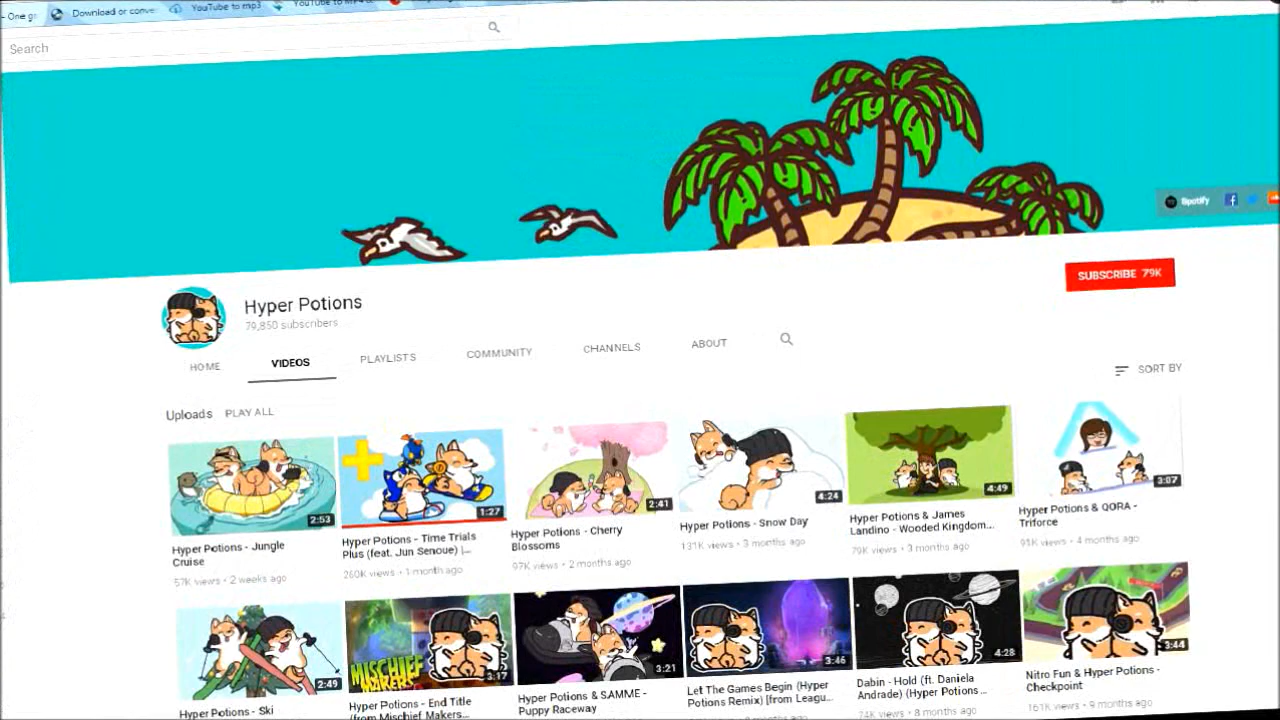 - One gr
Download or conve
YouTube to mp3
YouTube to MP4
Search
Spotify
SUBSCRIBE 79K
Hyper Potions
79,850 subscribers
HOME
VIDEOS
PLAYLISTS
COMMUNITY
CHANNELS
ABOUT
SORT BY
Uploads PLAY ALL
2:53
1:27
2:41
4:24
4:49
3:07
Hyper Potions - Jungle
Cruise
57K views • 2 weeks ago
Hyper Potions - Time Trials
Plus (feat. Jun Senoue) |...
260K views • 1 month ago
Hyper Potions - Cherry
Blossoms
97K views • 2 months ago
Hyper Potions - Snow Day
131K views • 3 months ago
Hyper Potions & James
Landino - Wooded Kingdom...
79K views • 3 months ago
Hyper Potions & QORA -
Triforce
95K views • 4 months ago
2:49
MISCHIEF
MAKERS
3:17
3:21
3:46
4:28
3:44
Hyper Potions - Ski
Hyper Potions - End Title
(from Mischief Makers...
Hyper Potions & SAMME -
Puppy Raceway
Let The Games Begin (Hyper
Potions Remix) [from Leagu...
Dabin - Hold (ft. Daniela
Andrade) (Hyper Potions...
74K views • 8 months ago
Nitro Fun & Hyper Potions -
Checkpoint
161K views • 9 months ago